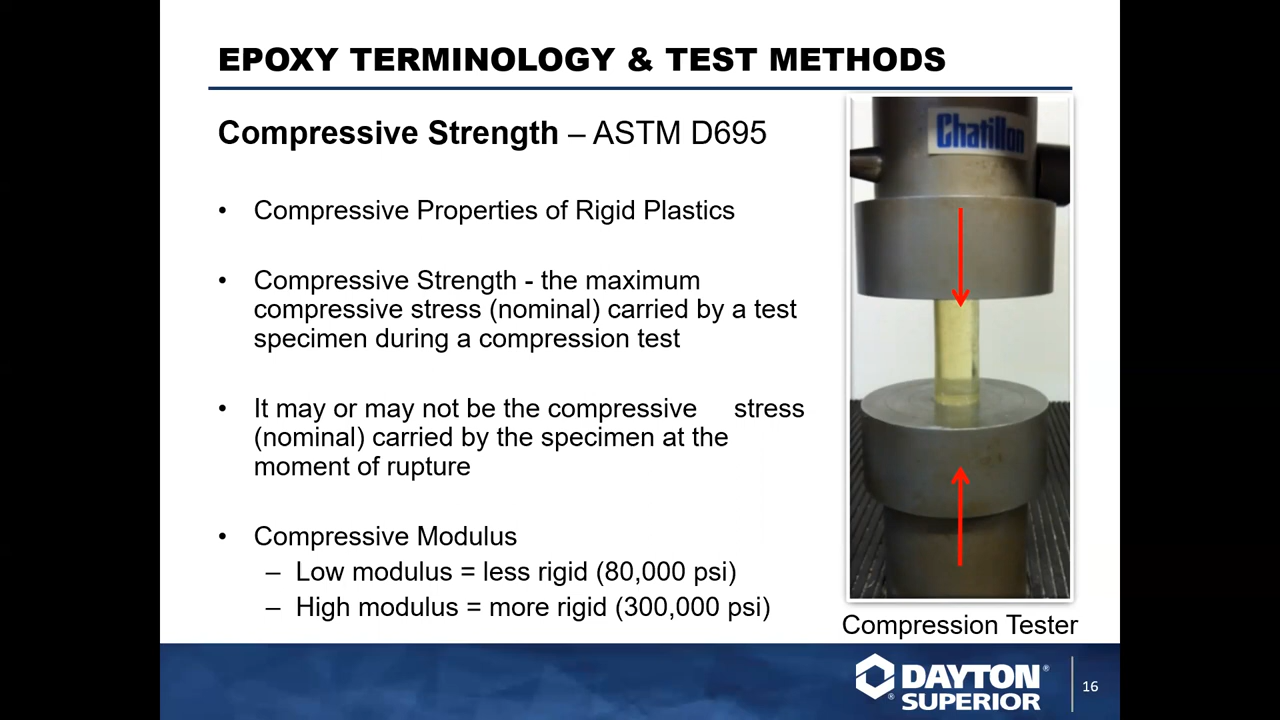 EPOXY TERMINOLOGY & TEST METHODS
Compressive Strength – ASTM D695
• Compressive Properties of Rigid Plastics
• Compressive Strength - the maximum
compressive stress (nominal) carried by a test
specimen during a compression test
• It may or may not be the compressive stress
(nominal) carried by the specimen at the
moment of rupture
• Compressive Modulus
– Low modulus = less rigid (80,000 psi)
– High modulus = more rigid (300,000 psi)
Chatillon
Compression Tester
DAYTON®
®SUPERIOR
16